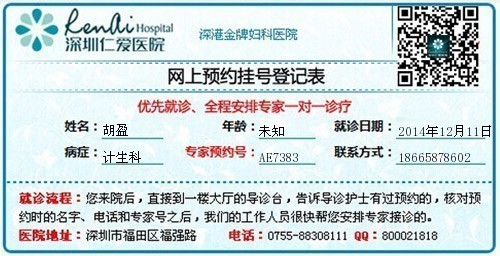 RenAi Hospital
深圳仁爱医院
深港金牌妇科医院
网上预约挂号登记表
优先就诊、全程安排专家一对一诊疗
姓名: 胡盈 年龄: 未知 就诊日期: 2014年12月11日
病症: 计生科 专家预约号: AE7383 联系方式: 18665878602
就诊流程: 您来院后，直接到一楼大厅的导诊台，告诉导诊护士有过预约的，核对预
约时的名字、电话和专家号之后，我们的工作人员很快帮您安排专家接诊的。
医院地址: 深圳市福田区福强路 电话: 0755-88308111 QQ: 800021818